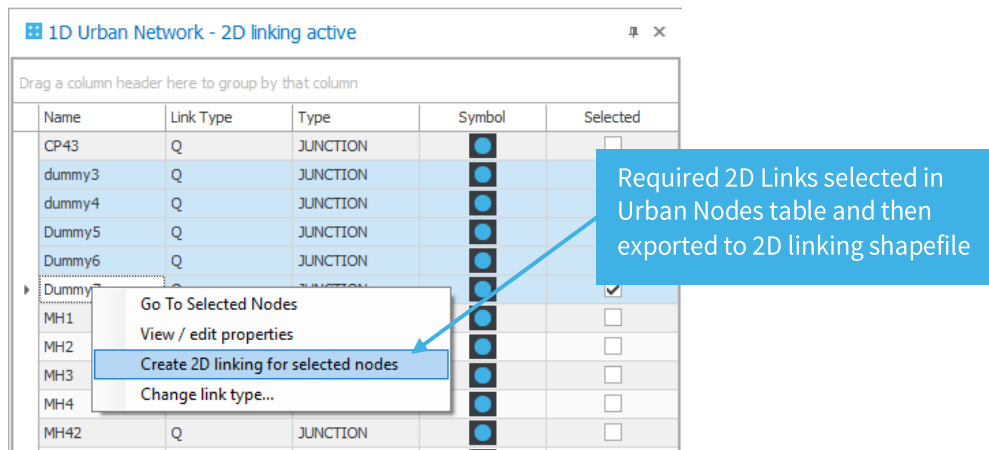 1D Urban Network - 2D linking active
Drag a column header here to group by that column
Name Link Type Type Symbol Selected
CP43 Q JUNCTION
dummy3 Q JUNCTION
dummy4 Q JUNCTION
Dummy5 Q JUNCTION
Dummy6 Q JUNCTION
Dummy7 Q JUNCTION
MH1
MH2
MH3
MH4
MH42 Q JUNCTION
Go To Selected Nodes
View / edit properties
Create 2D linking for selected nodes
Change link type...
Required 2D Links selected in
Urban Nodes table and then
exported to 2D linking shapefile